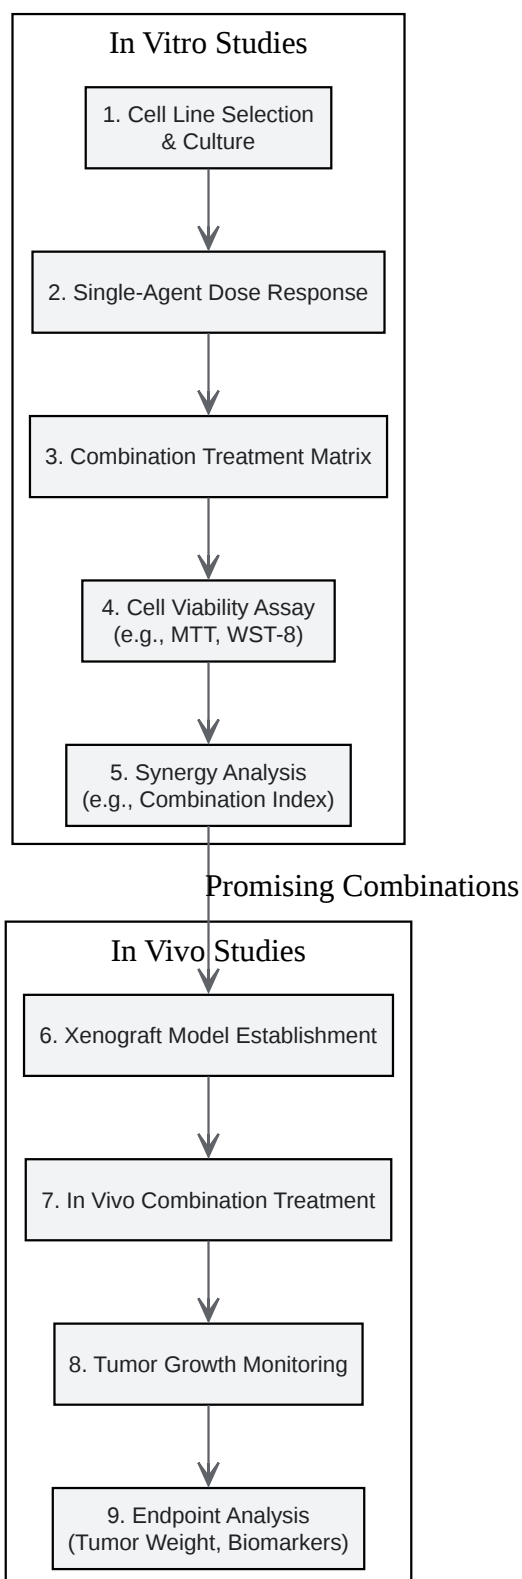 In Vitro Studies
1. Cell Line Selection
& Culture
2. Single-Agent Dose Response
3. Combination Treatment Matrix
4. Cell Viability Assay
(e.g., MTT, WST-8)
5. Synergy Analysis
(e.g., Combination Index)
Promising Combinations
In Vivo Studies
6. Xenograft Model Establishment
7. In Vivo Combination Treatment
8. Tumor Growth Monitoring
9. Endpoint Analysis
(Tumor Weight, Biomarkers)